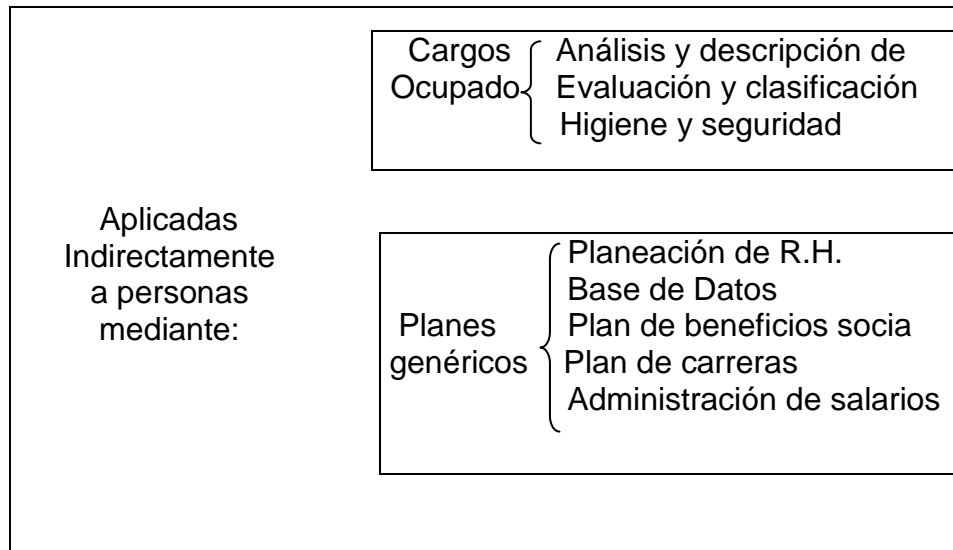 Cargos
Ocupado
Análisis y descripción de
Evaluación y clasificación
Higiene y seguridad
Aplicadas
Indirectamente
a personas
mediante:
Planes
genéricos
Planeación de R.H.
Base de Datos
Plan de beneficios socia
Plan de carreras
Administración de salarios